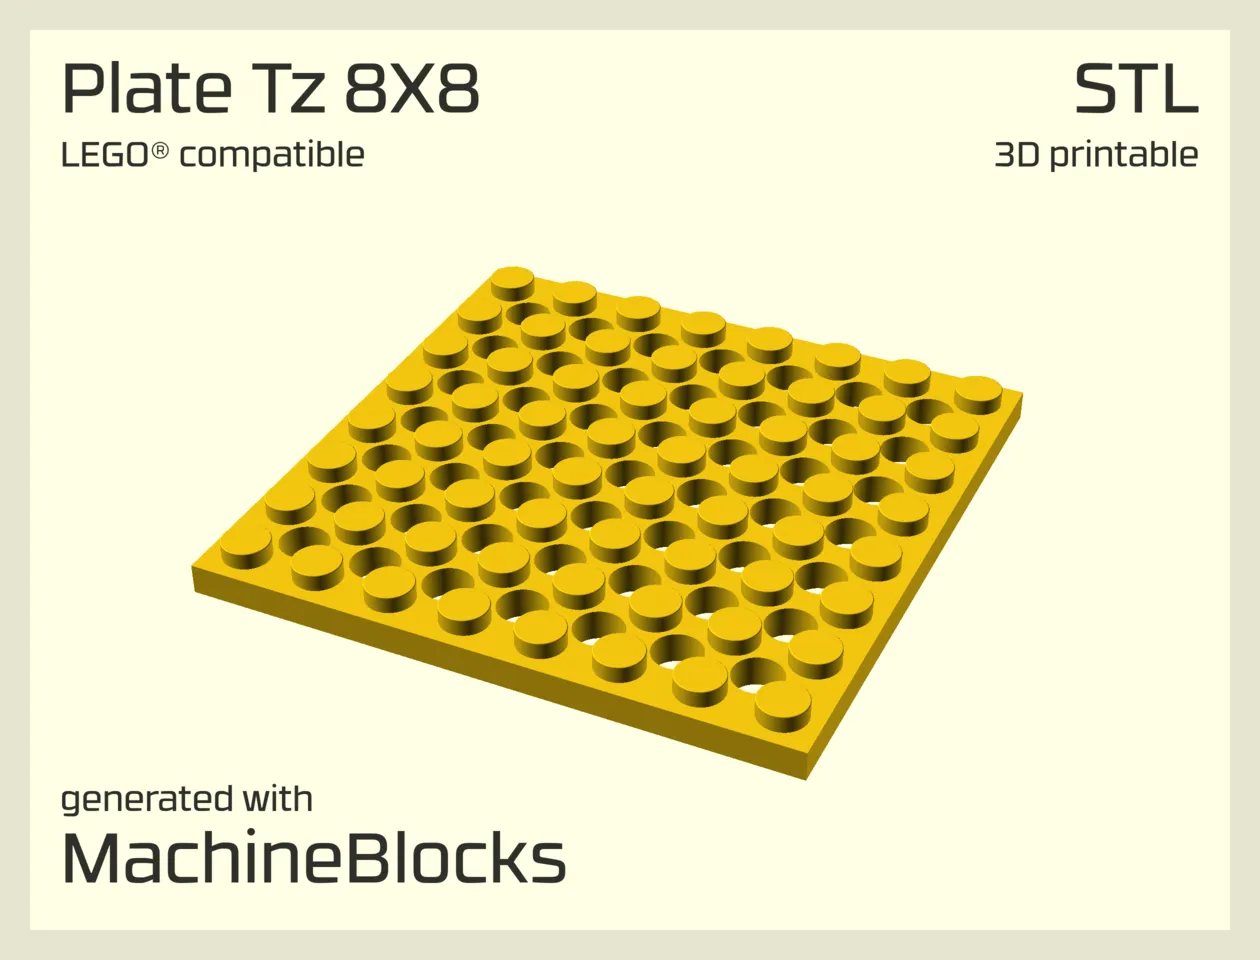 Plate Tz 8X8
STL
LEGO® compatible
3D printable
generated with
MachineBlocks